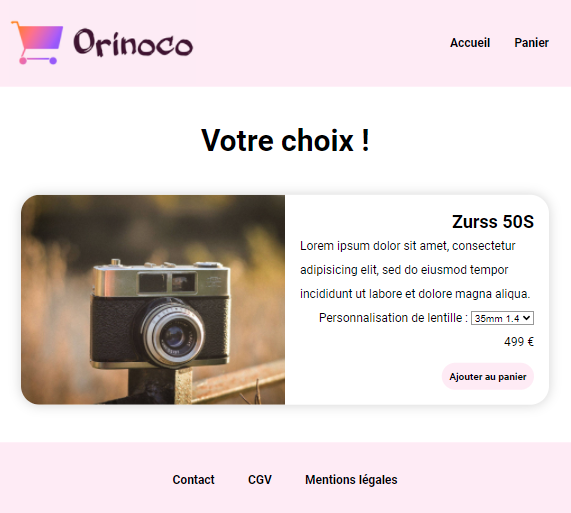 Orinoco
Accueil Panier
Votre choix !
Zurss 50S
Lorem ipsum dolor sit amet, consectetur
adipisicing elit, sed do eiusmod tempor
incididunt ut labore et dolore magna aliqua.
Personnalisation de lentille : 35mm 1.4
499 €
Ajouter au panier
Contact CGV Mentions légales